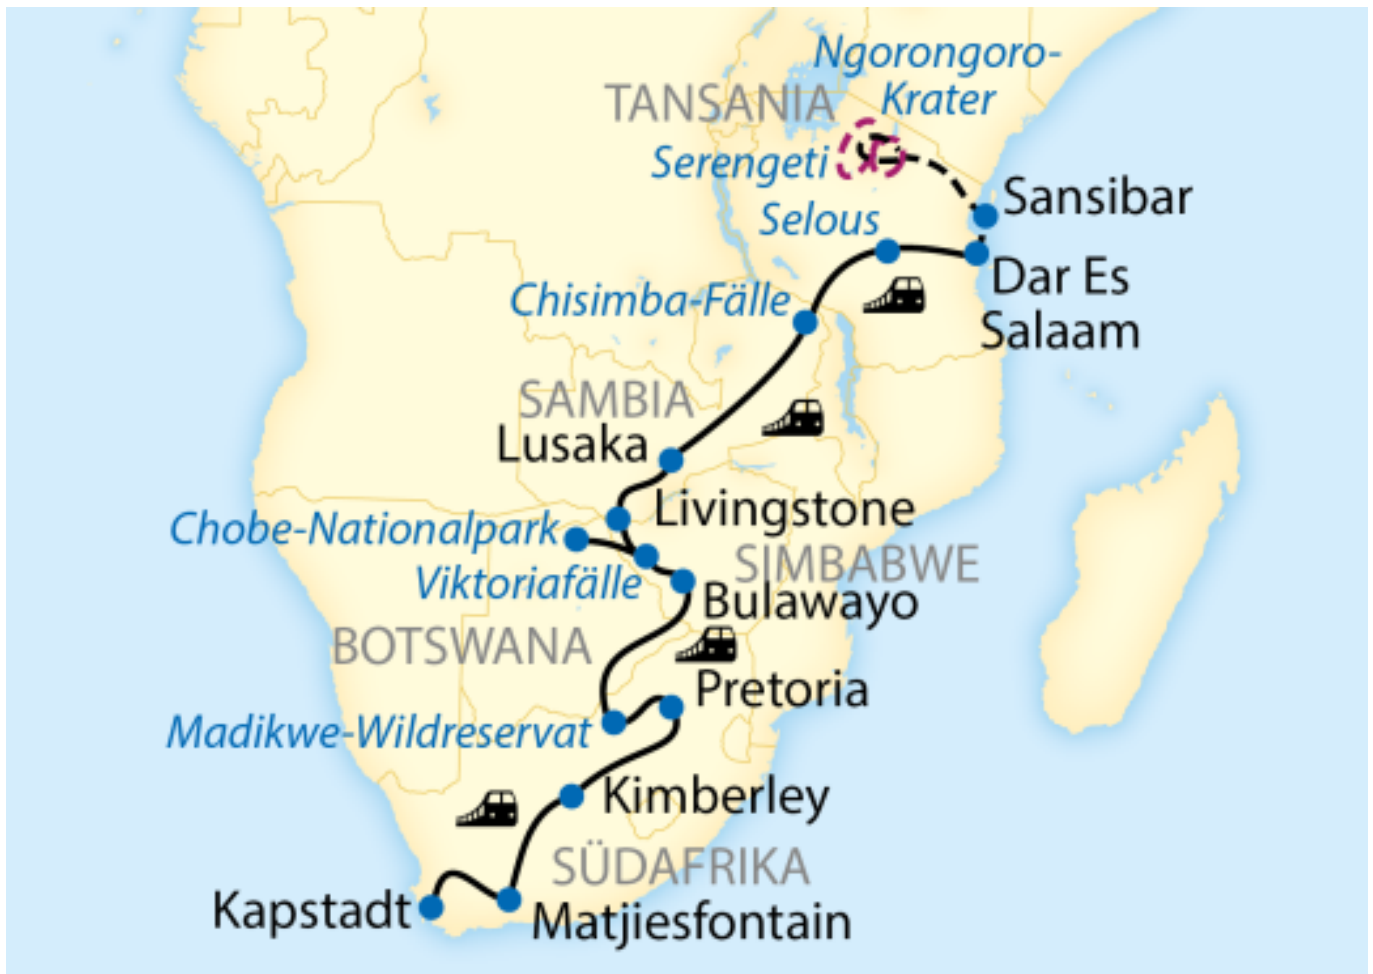 Ngorongoro-
Krater
TANSANIA
Serengeti
Sansibar
Selous
Dar Es
Salaam
Chisimba-Fälle
SAMBIA
Lusaka
Livingstone
Chobe-Nationalpark
SIMBABWE
Viktoriafälle
Bulawayo
BOTSWANA
Pretoria
Madikwe-Wildreservat
Kimberley
SÜDAFRIKA
Kapstadt
Matjiesfontain